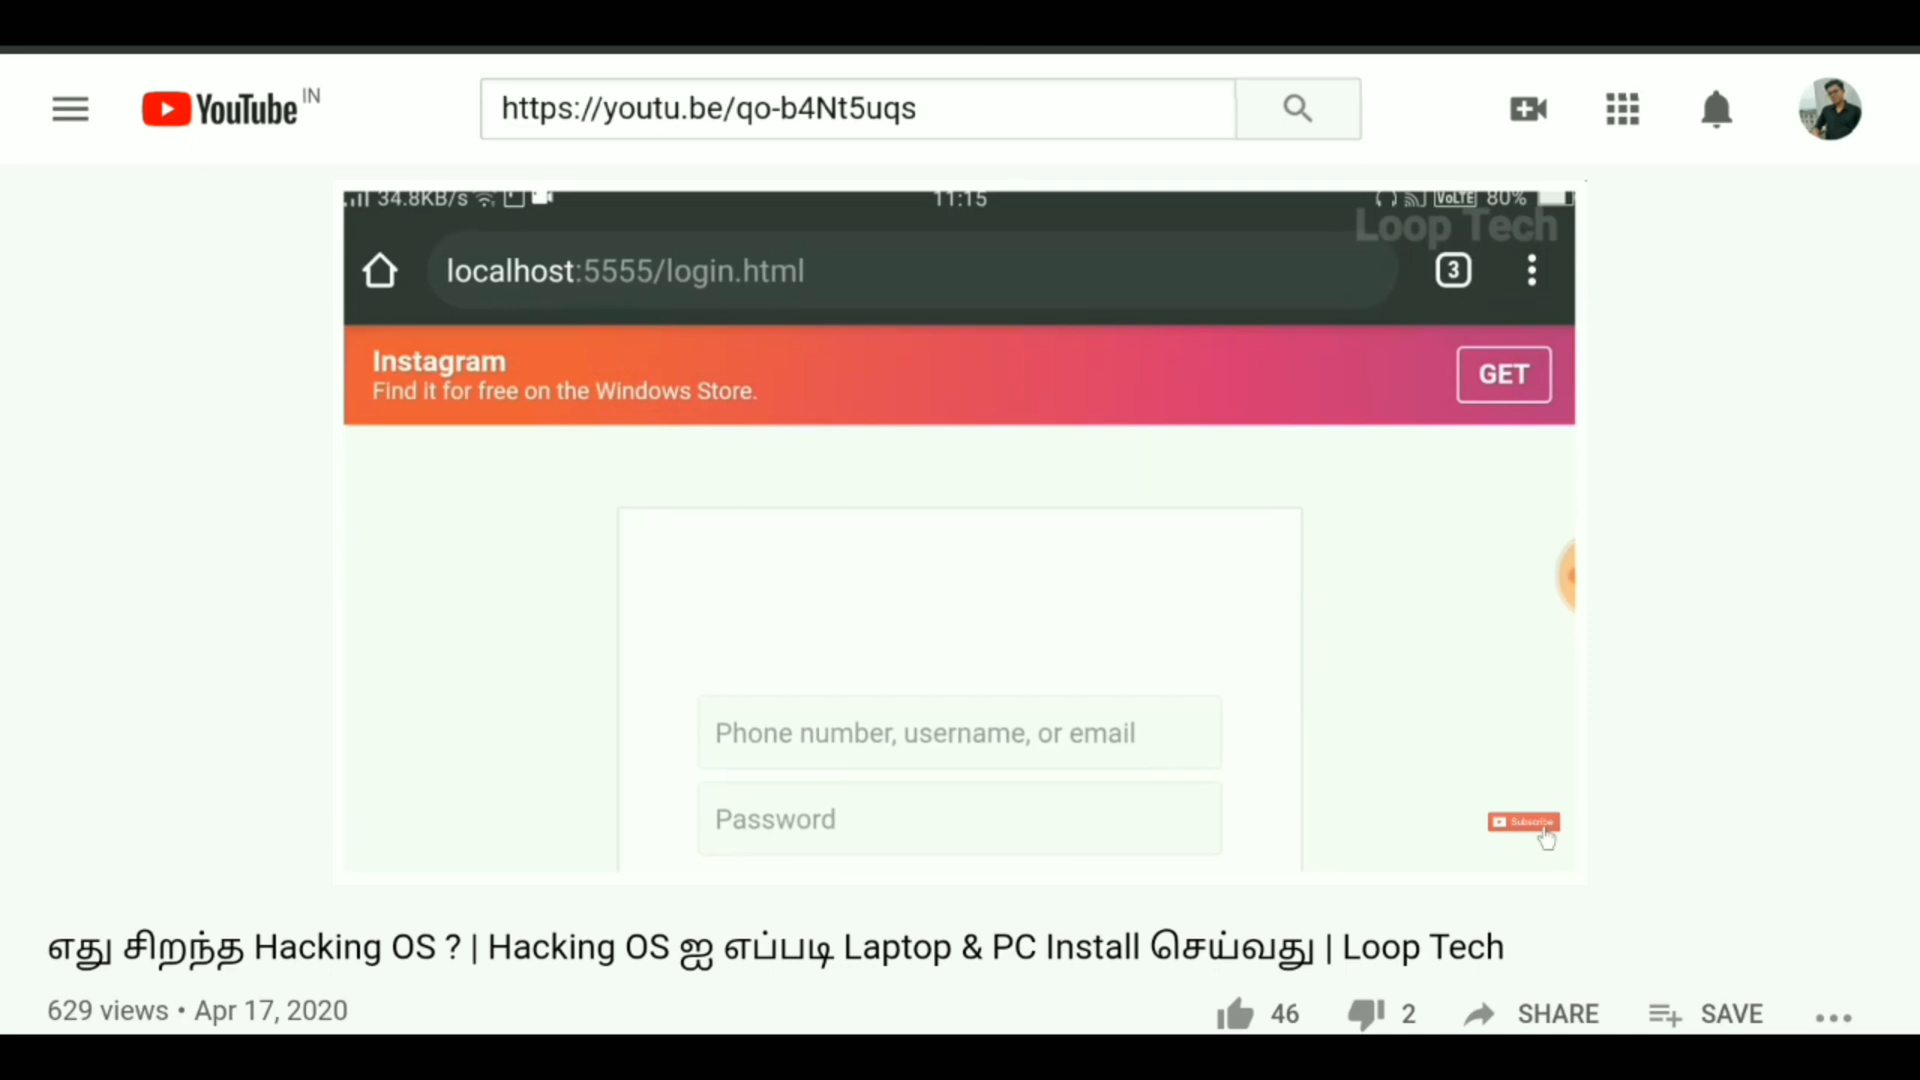 YouTube IN
https://youtu.be/qo-b4Nt5uqs
34.8KB/s 11:15 VoLTE 80%
Loop Tech
localhost:5555/login.html 3
Instagram
Find it for free on the Windows Store.
GET
Phone number, username, or email
Password
Subscribe
எது சிறந்த Hacking OS ? | Hacking OS ஐ எப்படி Laptop & PC Install செய்வது | Loop Tech
629 views • Apr 17, 2020
46 2 SHARE SAVE